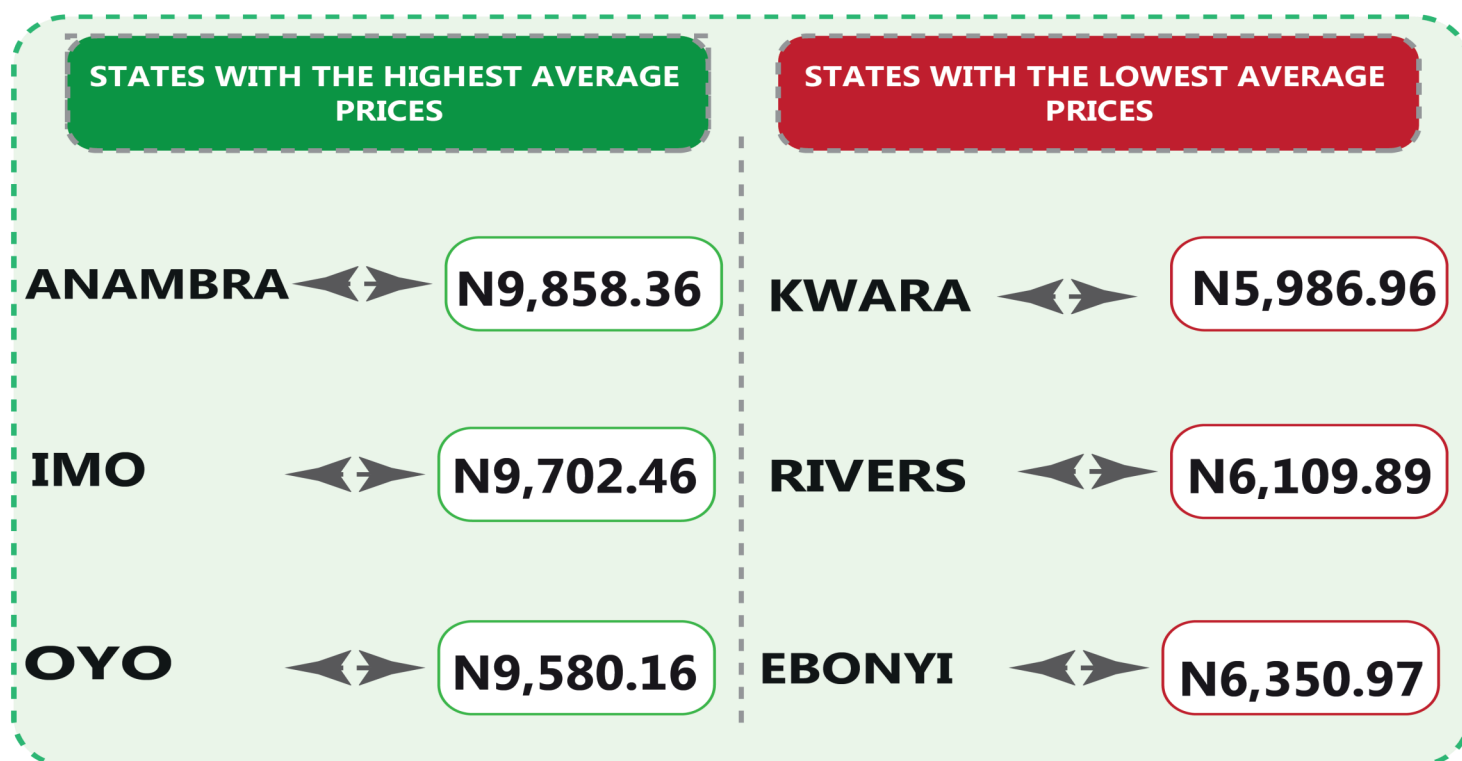 STATES WITH THE HIGHEST AVERAGE
PRICES
ANAMBRA N9,858.36
IMO N9,702.46
OYO N9,580.16
STATES WITH THE LOWEST AVERAGE
PRICES
KWARA N5,986.96
RIVERS N6,109.89
EBONYI N6,350.97